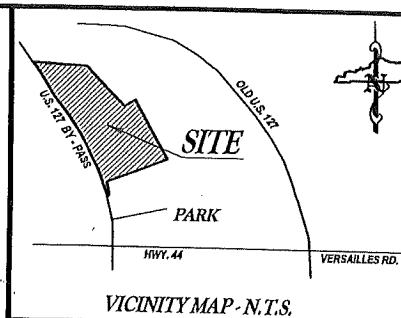 OLD U.S. 127
N
U.S. 127 BY-PASS
SITE
PARK
HWY. 44
VERSAILLES RD.
VICINITY MAP - N.T.S.